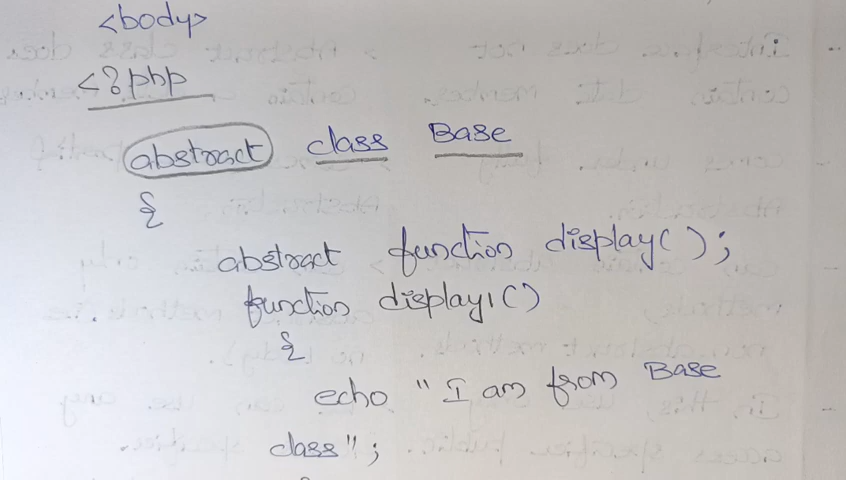 <body>
<?php
abstract class Base
{
abstract function display();
function display1()
{
echo "I am from Base
class";